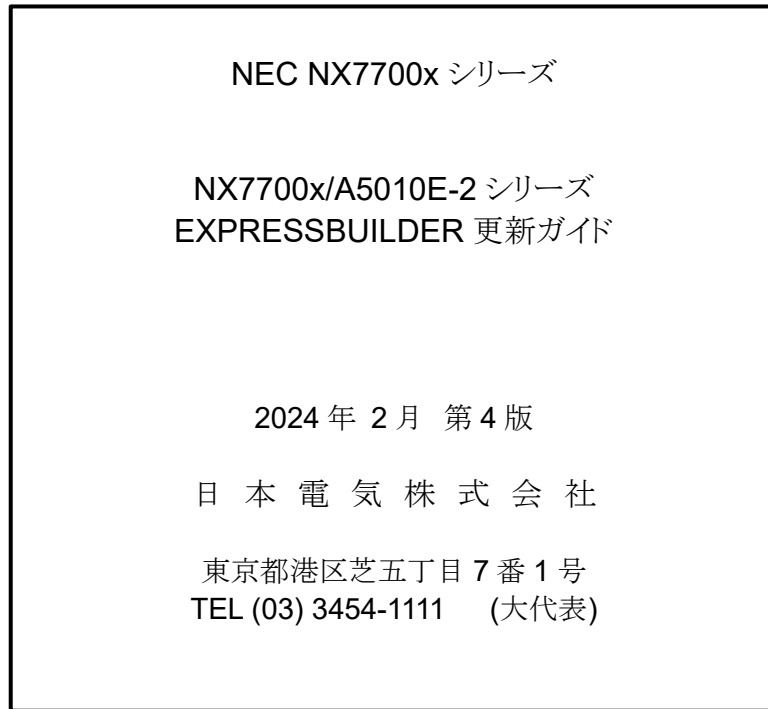 NEC NX7700x シリーズ
NX7700x/A5010E-2 シリーズ
EXPRESSBUILDER 更新ガイド
2024 年 2 月 第 4 版
日 本 電 気 株 式 会 社
東京都港区芝五丁目 7 番 1 号
TEL (03) 3454-1111 (大代表)